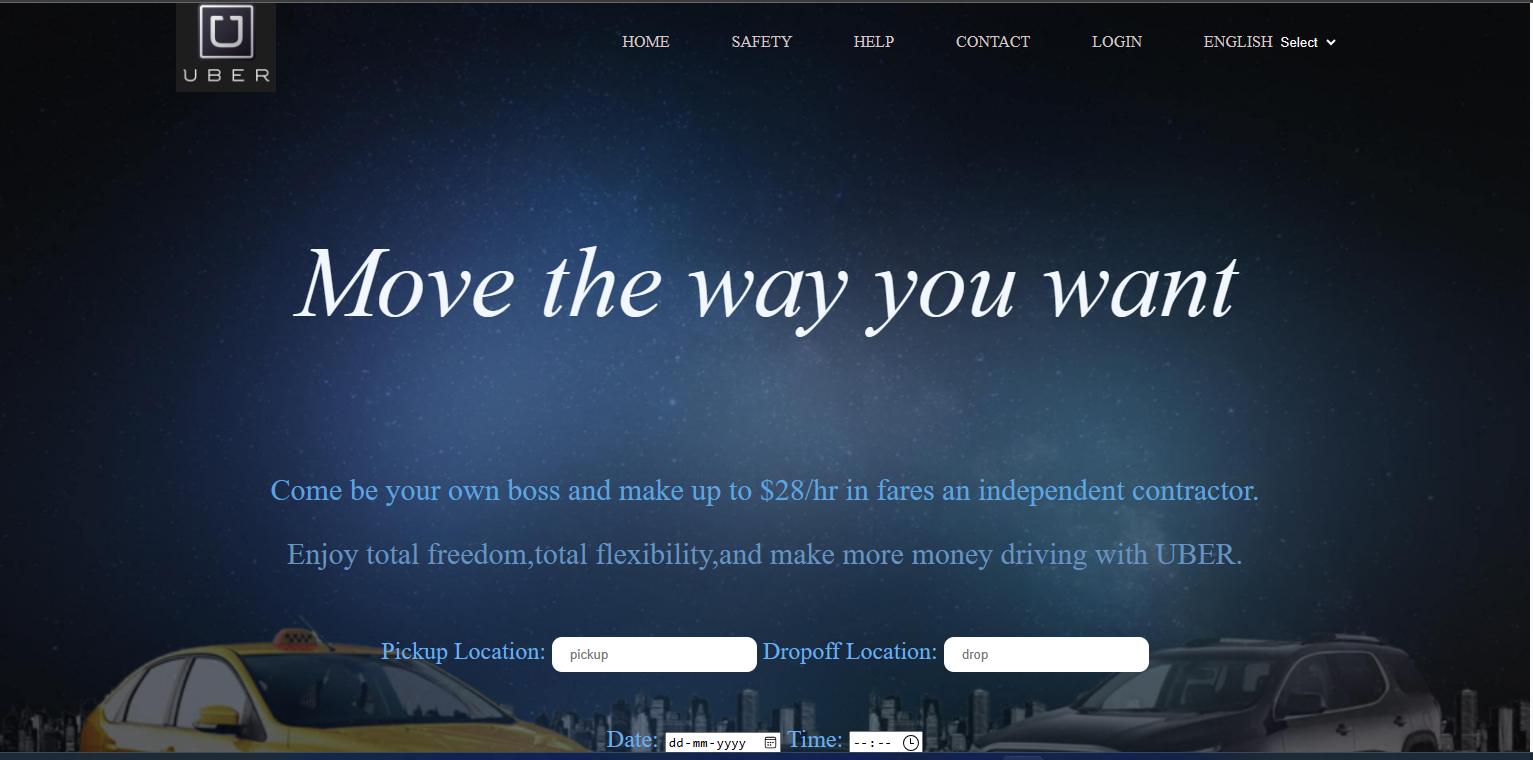 UBER
HOME SAFETY HELP CONTACT LOGIN ENGLISH Select
Move the way you want
Come be your own boss and make up to $28/hr in fares an independent contractor.
Enjoy total freedom,total flexibility,and make more money driving with UBER.
Pickup Location: pickup Dropoff Location: drop
Date: dd-mm-yyyy Time: --:--